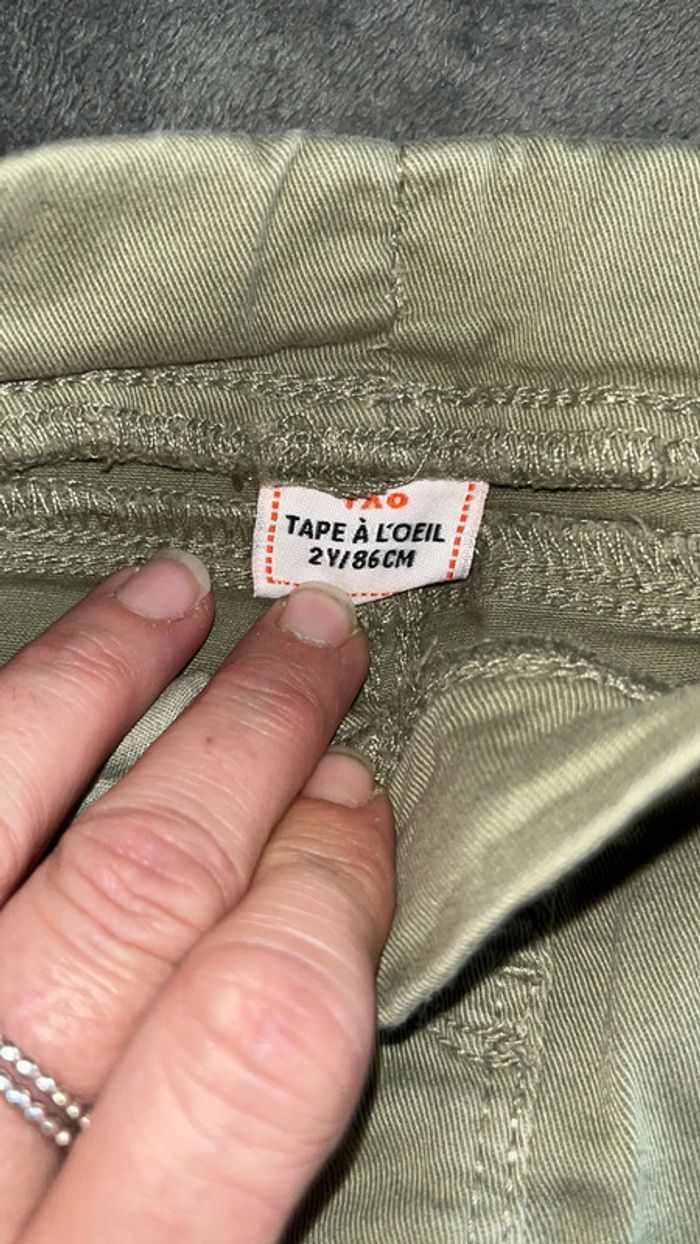 TAO
TAPE À L'OEIL
2Y/86CM